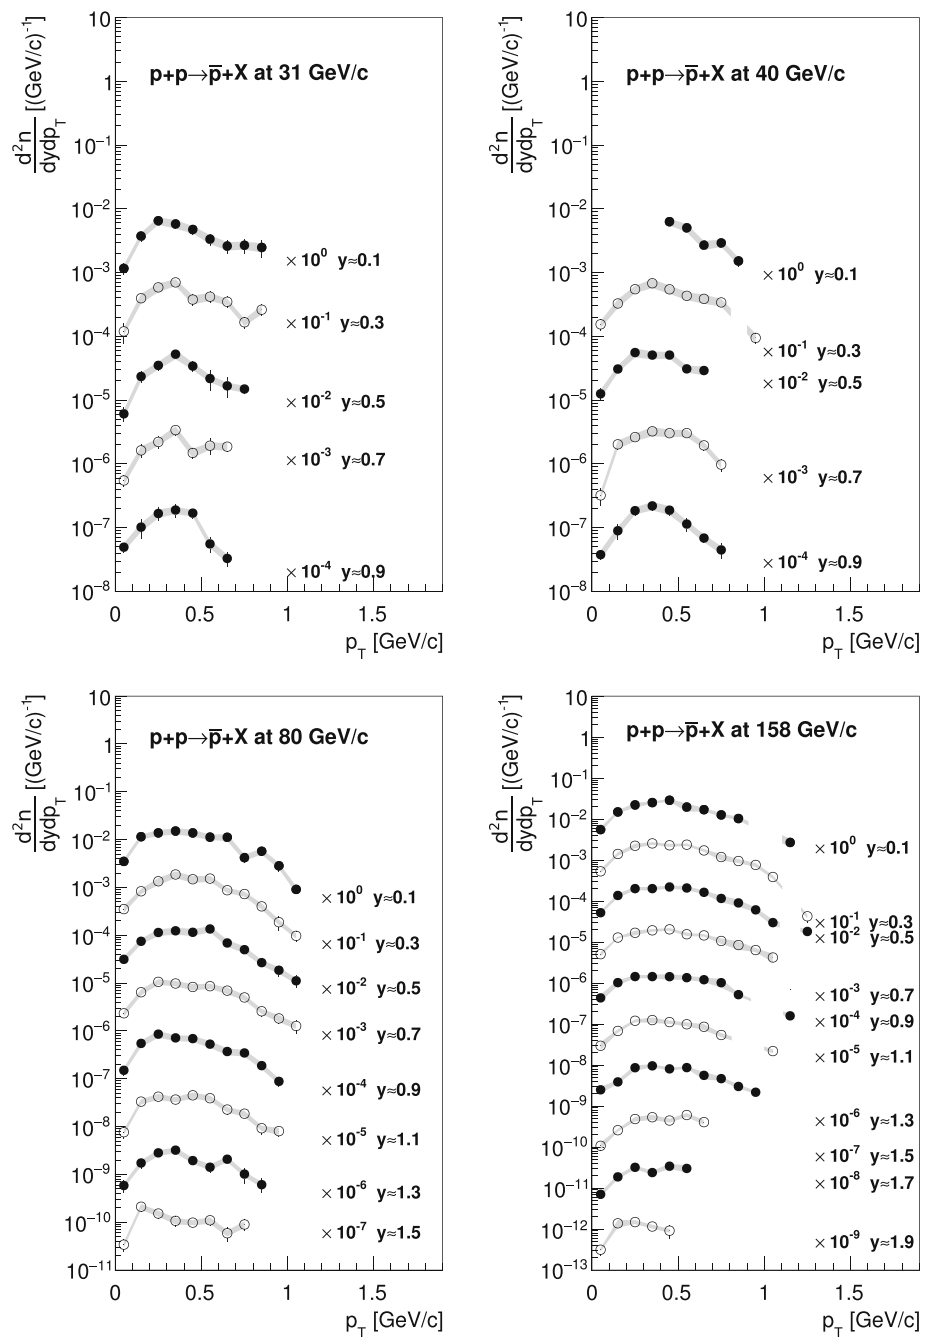 p+p→p̅+X at 31 GeV/c
d²n/dydp_T [(GeV/c)⁻¹]
10
1
10⁻¹
10⁻²
10⁻³
10⁻⁴
10⁻⁵
10⁻⁶
10⁻⁷
10⁻⁸
× 10⁰ y≈0.1
× 10⁻¹ y≈0.3
× 10⁻² y≈0.5
× 10⁻³ y≈0.7
× 10⁻⁴ y≈0.9
0 0.5 1 1.5
p_T [GeV/c]
p+p→p̅+X at 40 GeV/c
d²n/dydp_T [(GeV/c)⁻¹]
10
1
10⁻¹
10⁻²
10⁻³
10⁻⁴
10⁻⁵
10⁻⁶
10⁻⁷
10⁻⁸
× 10⁰ y≈0.1
× 10⁻¹ y≈0.3
× 10⁻² y≈0.5
× 10⁻³ y≈0.7
× 10⁻⁴ y≈0.9
0 0.5 1 1.5
p_T [GeV/c]
p+p→p̅+X at 80 GeV/c
d²n/dydp_T [(GeV/c)⁻¹]
10
1
10⁻¹
10⁻²
10⁻³
10⁻⁴
10⁻⁵
10⁻⁶
10⁻⁷
10⁻⁸
10⁻⁹
10⁻¹⁰
10⁻¹¹
× 10⁰ y≈0.1
× 10⁻¹ y≈0.3
× 10⁻² y≈0.5
× 10⁻³ y≈0.7
× 10⁻⁴ y≈0.9
× 10⁻⁵ y≈1.1
× 10⁻⁶ y≈1.3
× 10⁻⁷ y≈1.5
0 0.5 1 1.5
p_T [GeV/c]
p+p→p̅+X at 158 GeV/c
d²n/dydp_T [(GeV/c)⁻¹]
10
1
10⁻¹
10⁻²
10⁻³
10⁻⁴
10⁻⁵
10⁻⁶
10⁻⁷
10⁻⁸
10⁻⁹
10⁻¹⁰
10⁻¹¹
10⁻¹²
10⁻¹³
× 10⁰ y≈0.1
× 10⁻¹ y≈0.3
× 10⁻² y≈0.5
× 10⁻³ y≈0.7
× 10⁻⁴ y≈0.9
× 10⁻⁵ y≈1.1
× 10⁻⁶ y≈1.3
× 10⁻⁷ y≈1.5
× 10⁻⁸ y≈1.7
× 10⁻⁹ y≈1.9
0 0.5 1 1.5
p_T [GeV/c]